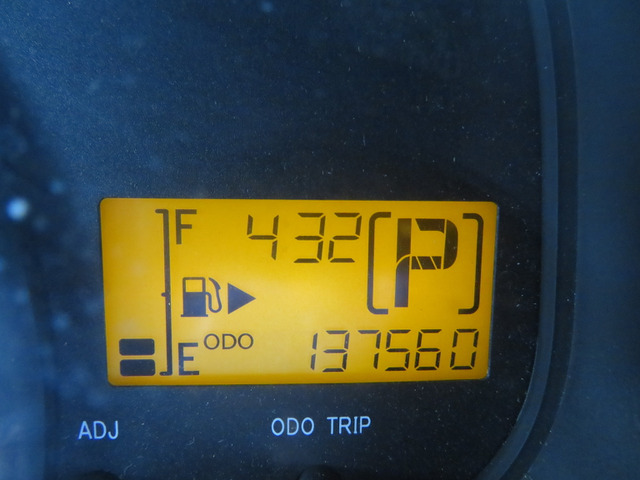 F 432 [P]
E ODO 137560
ADJ ODO TRIP